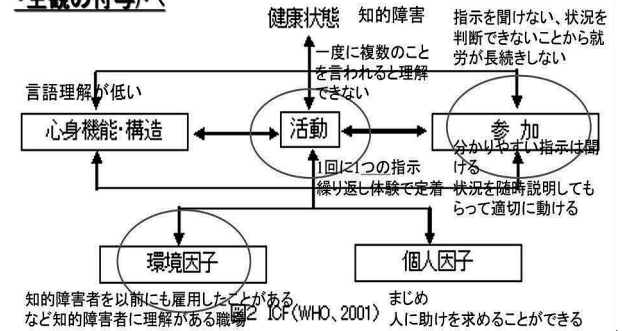 健康状態 知的障害
指示を聞けない、状況を
判断できないことから就
労が長続きしない
一度に複数のこと
を言われると理解
できない
言語理解が低い
心身機能・構造
活動
参加
分かりやすい指示は聞
ける
状況を随時説明しても
らって適切に動ける
1回に1つの指示
繰り返し体験で定着
環境因子
個人因子
知的障害者を以前にも雇用したことがある
など知的障害者に理解がある職場
まじめ
人に助けを求めることができる
図2 ICF(WHO、2001)